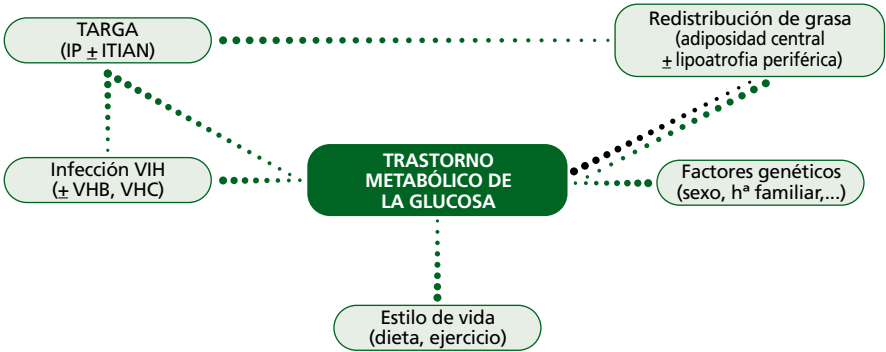 TARGA
(IP ± ITIAN)
Redistribución de grasa
(adiposidad central
± lipoatrofia periférica)
Infección VIH
(± VHB, VHC)
TRASTORNO
METABÓLICO DE
LA GLUCOSA
Factores genéticos
(sexo, hª familiar,...)
Estilo de vida
(dieta, ejercicio)